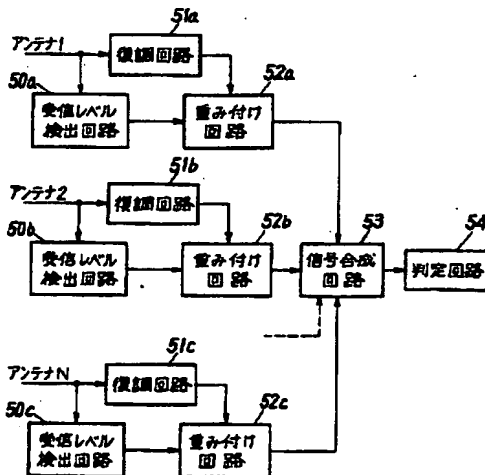 51a
アンテナ1
復調回路
50a
52a
受信レベル
検出回路
重み付け
回路
51b
アンテナ2
復調回路
50b
52b
53
54
受信レベル
検出回路
重み付け
回路
信号合成
回路
判定回路
51c
アンテナN
復調回路
50c
52c
受信レベル
検出回路
重み付け
回路